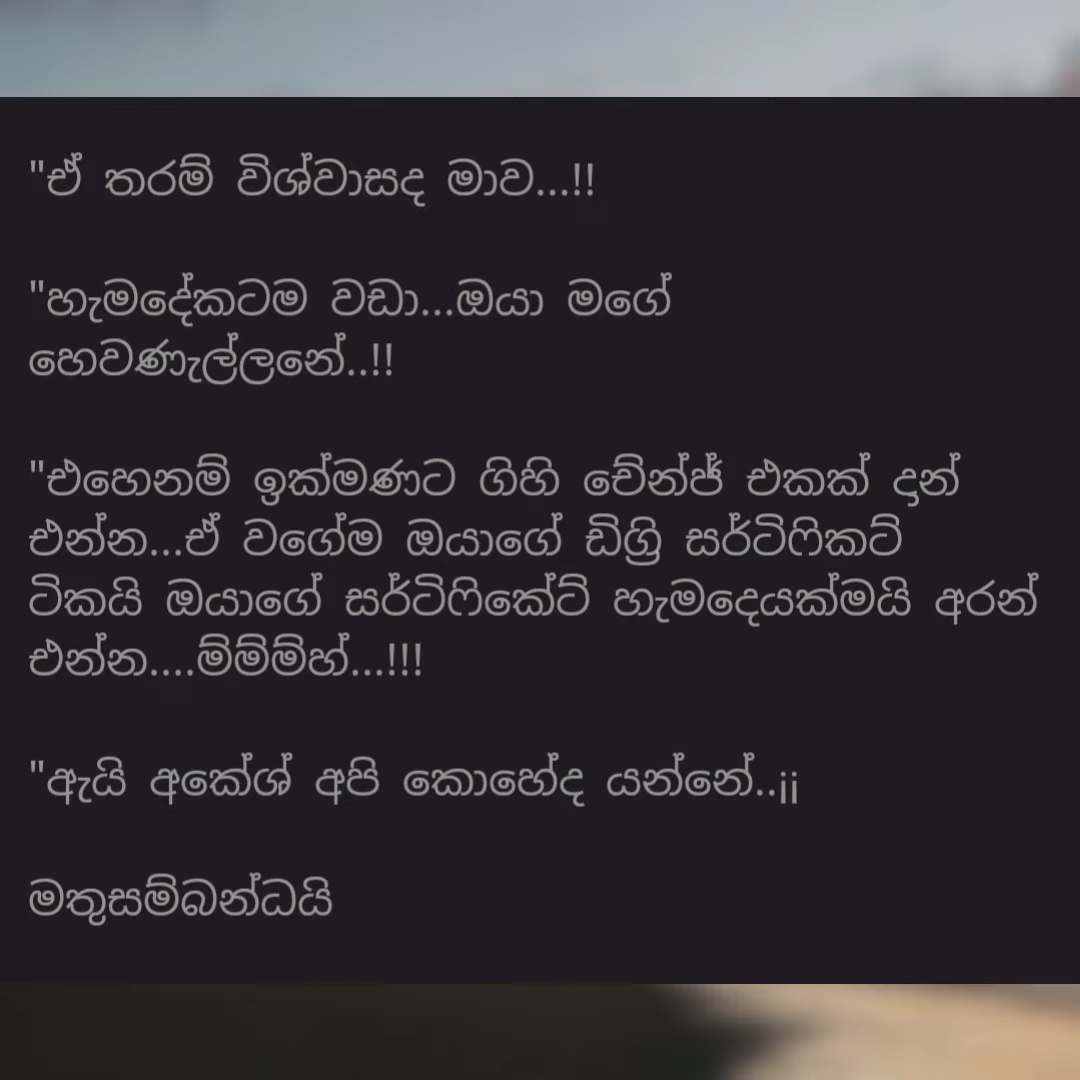 "ඒ තරම් විශ්වාසද මාව...!!
"හැමදේකටම වඩා...ඔයා මගේ
හෙවණැල්ලනේ..!!
"එහෙනම් ඉක්මණට ගිහි චේන්ජ් එකක් දන් 
එන්න...ඒ වගේම ඔයාගේ ඩිග්‍රි සර්ටිෆිකට්
ටිකයි ඔයාගේ සර්ටිෆිකේට් හැමදෙයක්මයි අරන්
එන්න....ම්ම්ම්හ්...!!!
"ඇයි අකේශ් අපි කොහේද යන්නේ..¡¡
මතුසම්බන්ධයි